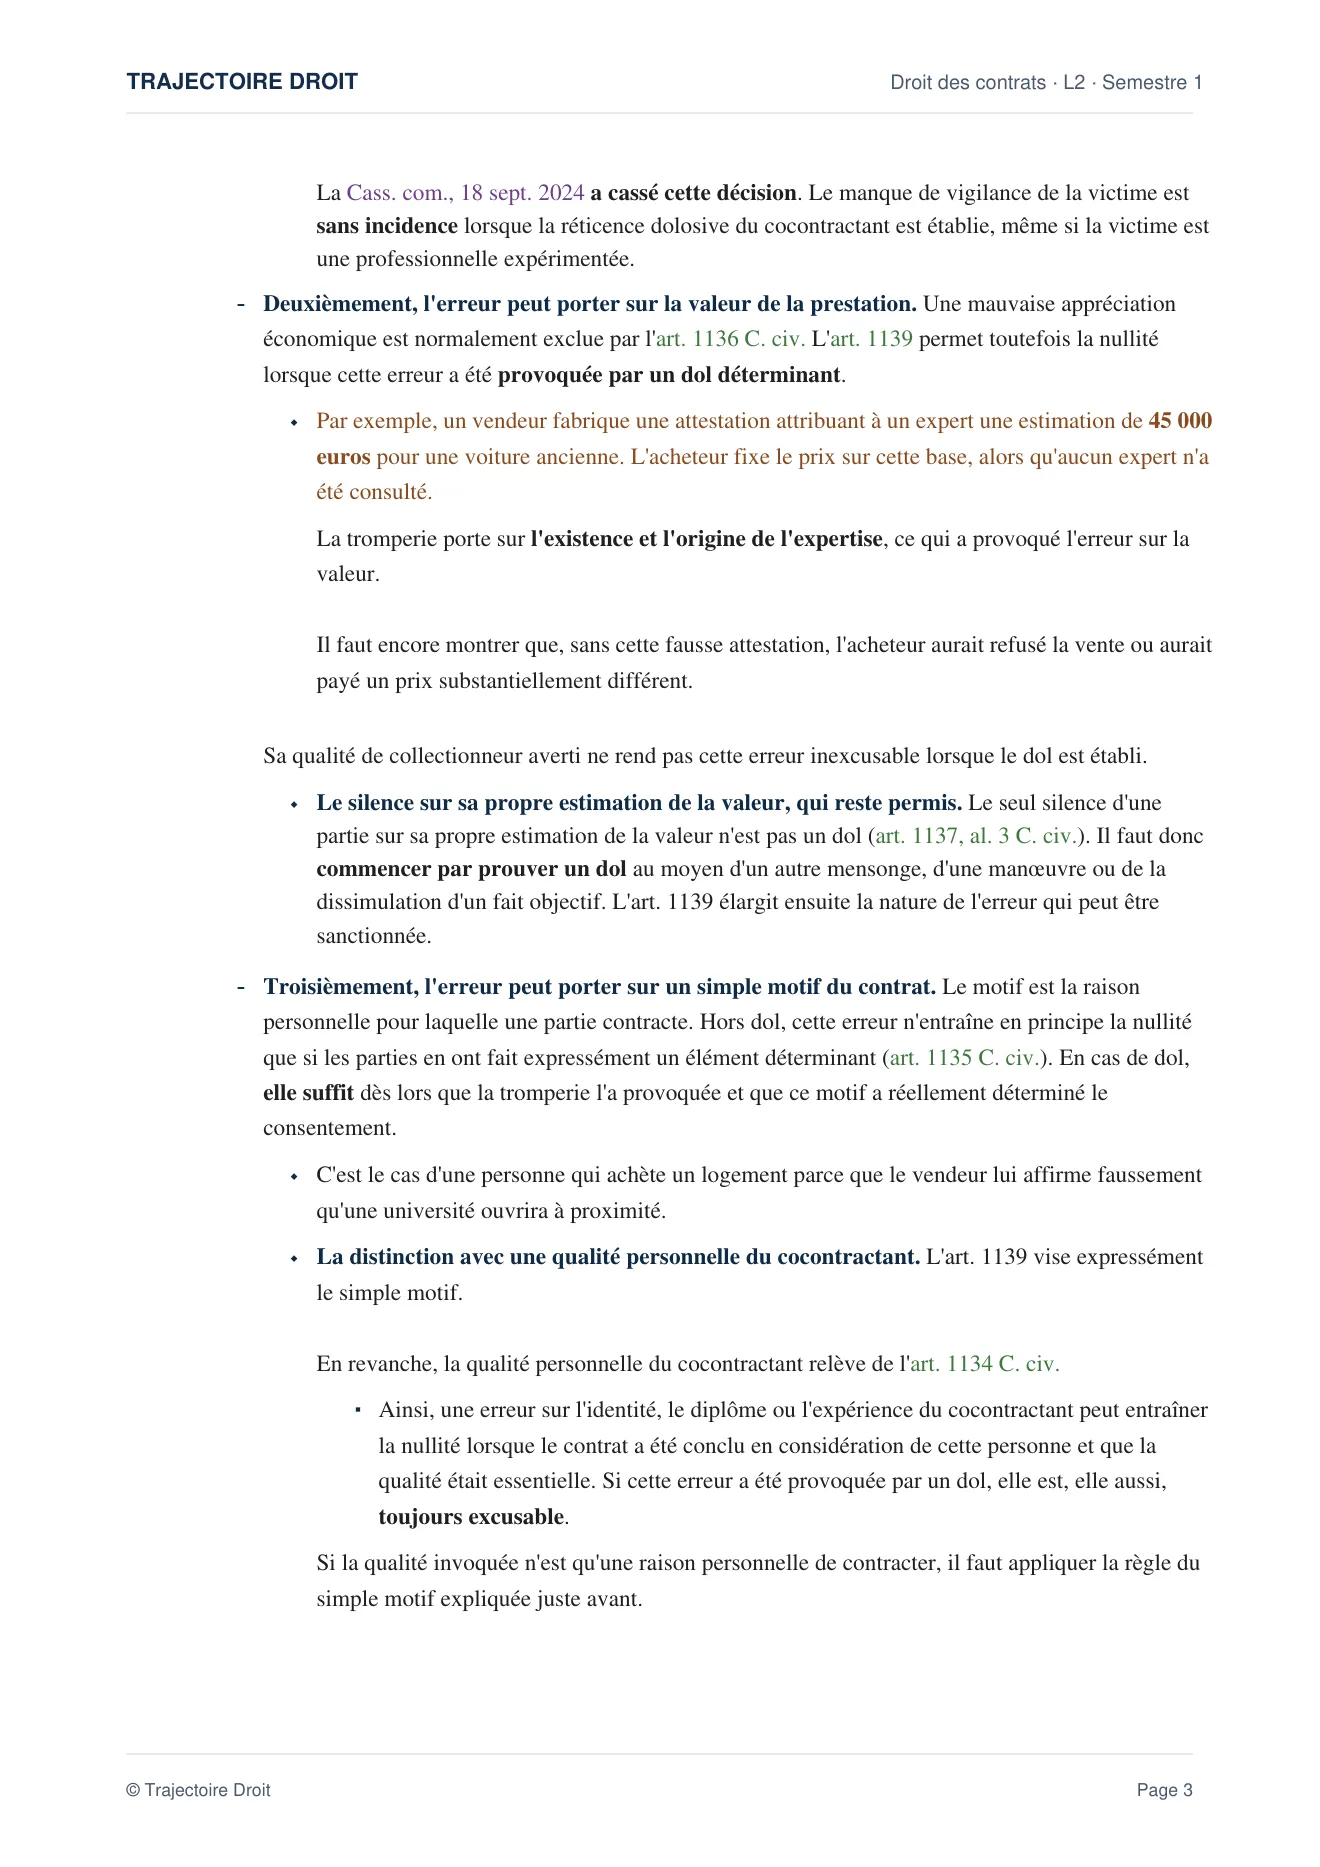 TRAJECTOIRE DROIT
Droit des contrats · L2 · Semestre 1
La Cass. com., 18 sept. 2024 a cassé cette décision. Le manque de vigilance de la victime est
sans incidence lorsque la réticence dolosive du cocontractant est établie, même si la victime est
une professionnelle expérimentée.
- Deuxièmement, l'erreur peut porter sur la valeur de la prestation. Une mauvaise appréciation
économique est normalement exclue par l'art. 1136 C. civ. L'art. 1139 permet toutefois la nullité
lorsque cette erreur a été provoquée par un dol déterminant.
⬩ Par exemple, un vendeur fabrique une attestation attribuant à un expert une estimation de 45 000
euros pour une voiture ancienne. L'acheteur fixe le prix sur cette base, alors qu'aucun expert n'a
été consulté.
La tromperie porte sur l'existence et l'origine de l'expertise, ce qui a provoqué l'erreur sur la
valeur.
Il faut encore montrer que, sans cette fausse attestation, l'acheteur aurait refusé la vente ou aurait
payé un prix substantiellement différent.
Sa qualité de collectionneur averti ne rend pas cette erreur inexcusable lorsque le dol est établi.
⬩ Le silence sur sa propre estimation de la valeur, qui reste permis. Le seul silence d'une
partie sur sa propre estimation de la valeur n'est pas un dol (art. 1137, al. 3 C. civ.). Il faut donc
commencer par prouver un dol au moyen d'un autre mensonge, d'une manœuvre ou de la
dissimulation d'un fait objectif. L'art. 1139 élargit ensuite la nature de l'erreur qui peut être
sanctionnée.
- Troisièmement, l'erreur peut porter sur un simple motif du contrat. Le motif est la raison
personnelle pour laquelle une partie contracte. Hors dol, cette erreur n'entraîne en principe la nullité
que si les parties en ont fait expressément un élément déterminant (art. 1135 C. civ.). En cas de dol,
elle suffit dès lors que la tromperie l'a provoquée et que ce motif a réellement déterminé le
consentement.
⬩ C'est le cas d'une personne qui achète un logement parce que le vendeur lui affirme faussement
qu'une université ouvrira à proximité.
⬩ La distinction avec une qualité personnelle du cocontractant. L'art. 1139 vise expressément
le simple motif.
En revanche, la qualité personnelle du cocontractant relève de l'art. 1134 C. civ.
▪ Ainsi, une erreur sur l'identité, le diplôme ou l'expérience du cocontractant peut entraîner
la nullité lorsque le contrat a été conclu en considération de cette personne et que la
qualité était essentielle. Si cette erreur a été provoquée par un dol, elle est, elle aussi,
toujours excusable.
Si la qualité invoquée n'est qu'une raison personnelle de contracter, il faut appliquer la règle du
simple motif expliquée juste avant.
© Trajectoire Droit
Page 3